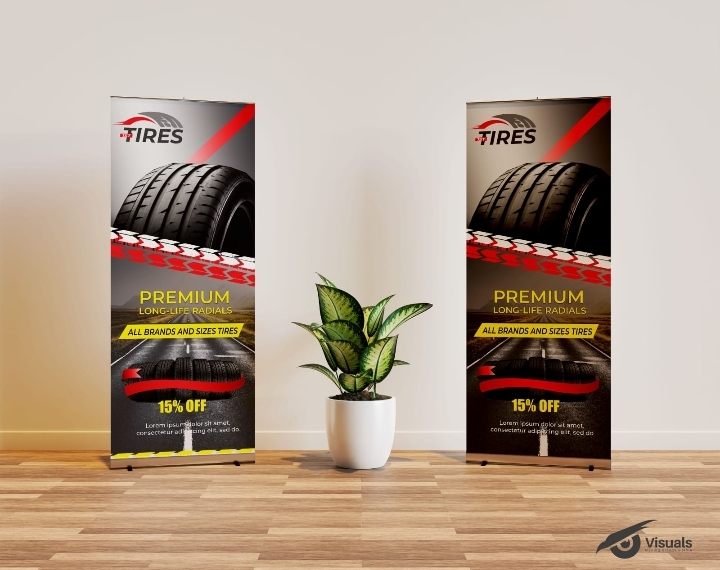 TIRES
PREMIUM
LONG-LIFE RADIALS
ALL BRANDS AND SIZES TIRES
15% OFF
Lorem ipsum dolor sit amet,
consectetur adipiscing elit, sed do
TIRES
PREMIUM
LONG-LIFE RADIALS
ALL BRANDS AND SIZES TIRES
15% OFF
Lorem ipsum dolor sit amet,
consectetur adipiscing elit, sed do
Visuals